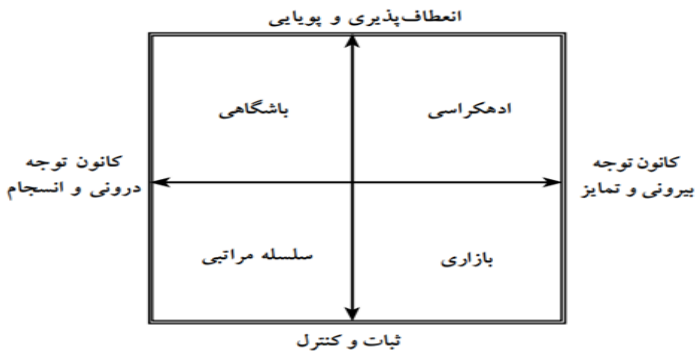 انعطاف‌پذیری و پویایی
ادهکراسی
باشگاهی
کانون توجه
بیرونی و تمایز
کانون توجه
درونی و انسجام
بازاری
سلسله مراتبی
ثبات و کنترل